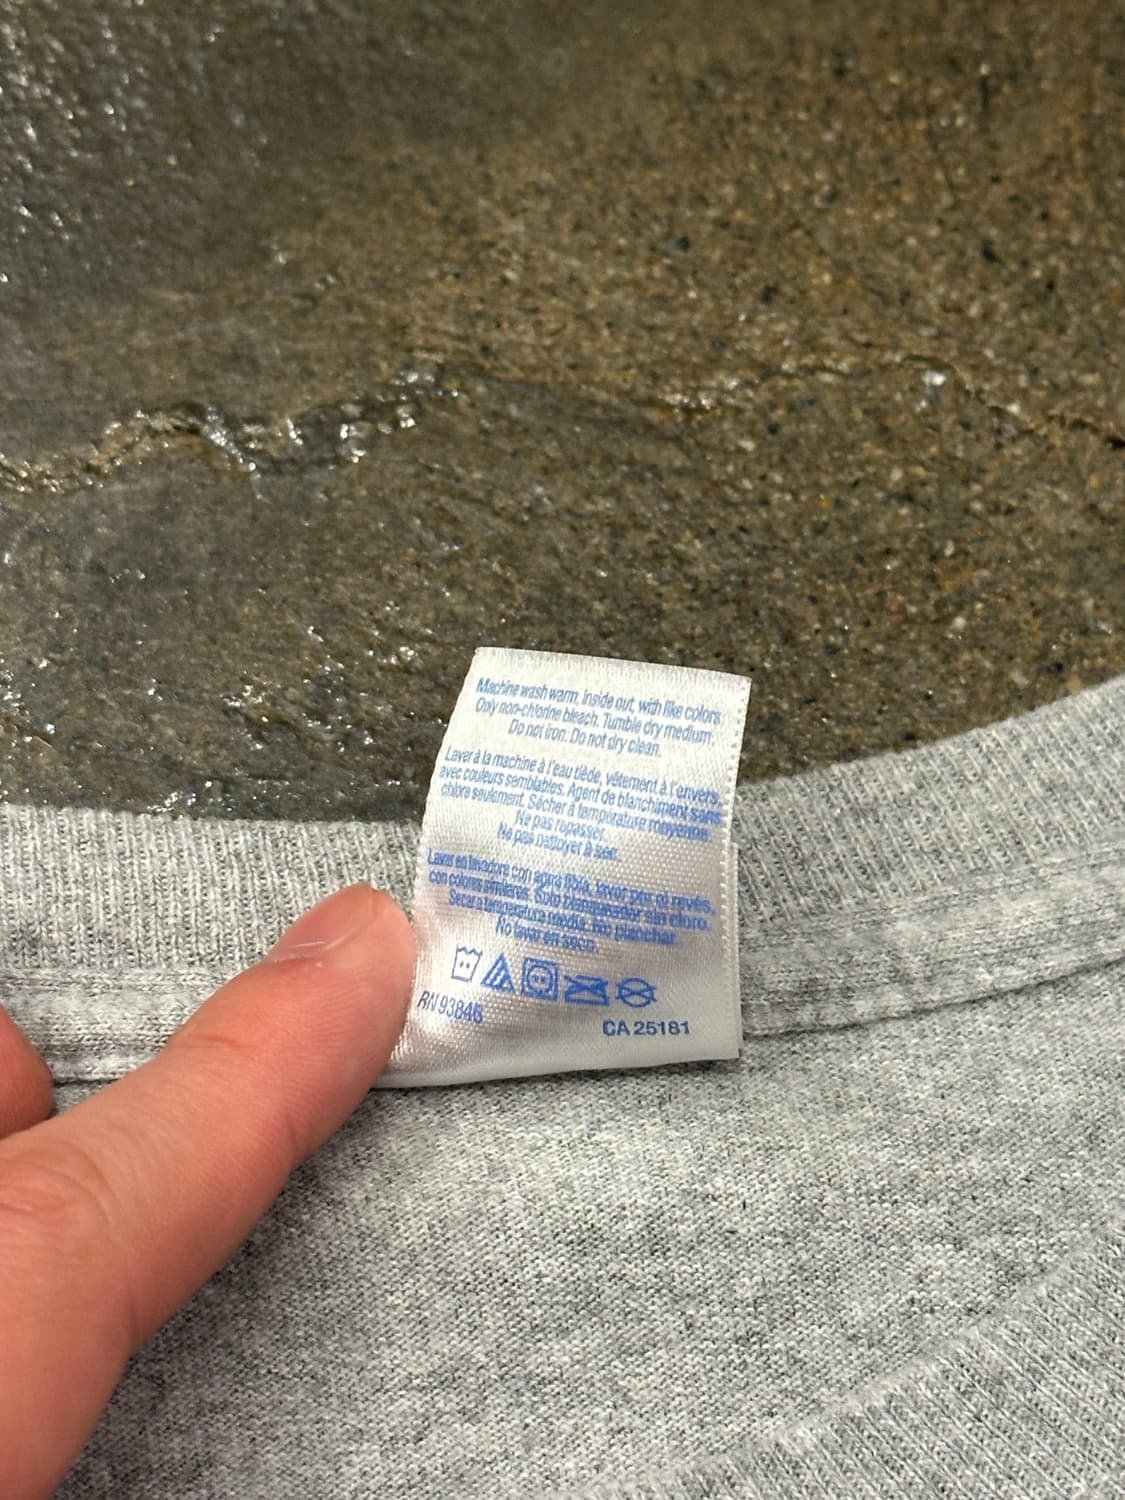 Machine wash warm, inside out, with like colors.
Only non-chlorine bleach. Tumble dry medium.
Do not iron. Do not dry clean.
Laver à la machine à l'eau tiède, vêtement à l'envers,
avec couleurs semblables. Agent de blanchiment sans
chlore seulement. Sécher à température moyenne.
Ne pas repasser.
Ne pas nettoyer à sec.
Lavar en lavadora con agua tibia, lavar por el revés,
con colores similares. Solo blanqueador sin cloro.
Secar a temperatura media. No planchar.
No lavar en seco.
RN 93846
CA 25181